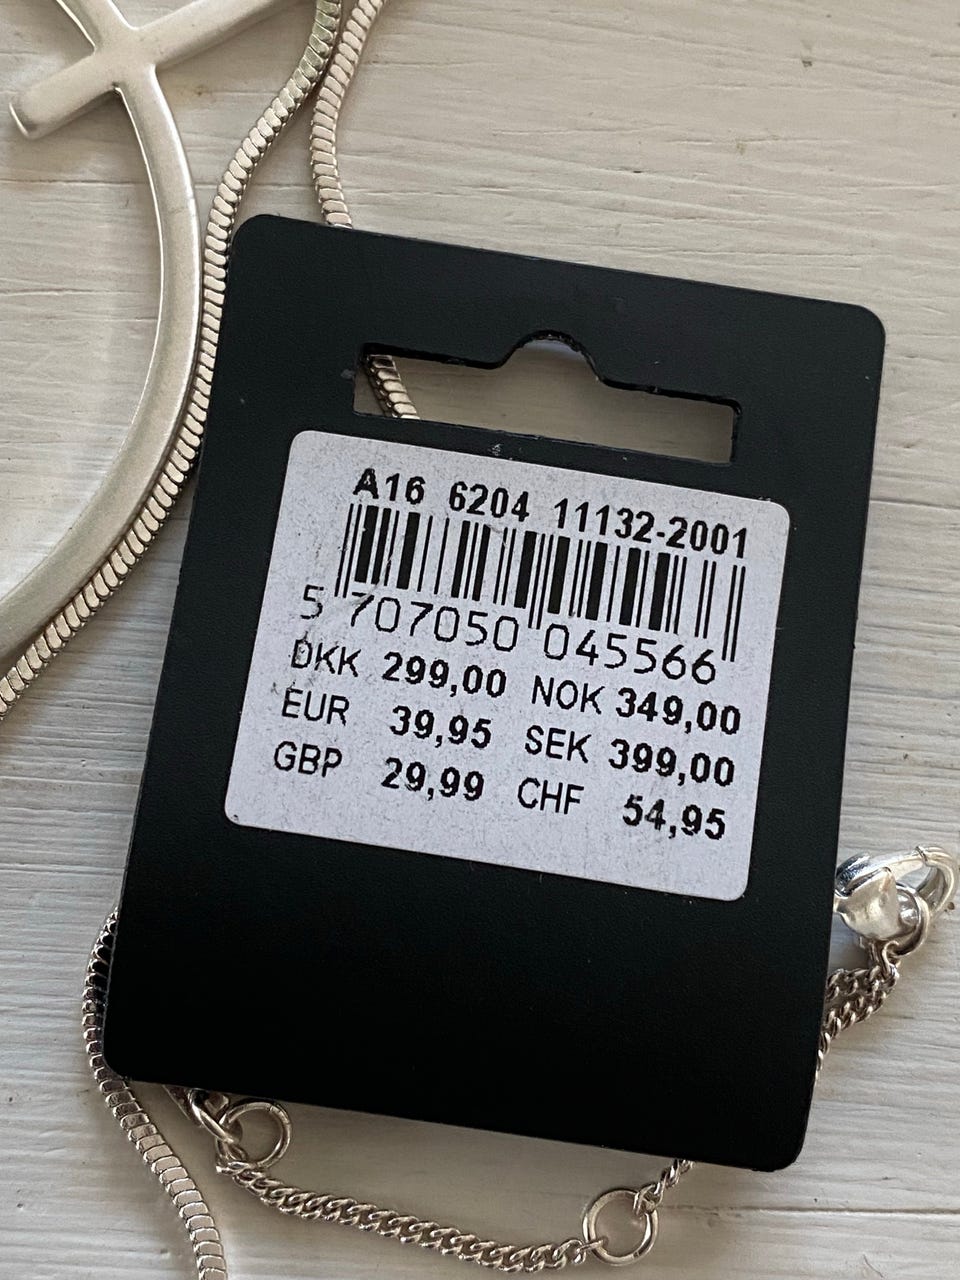 A16 6204 11132-2001
5 707050 045566
DKK 299,00 NOK 349,00
EUR 39,95 SEK 399,00
GBP 29,99 CHF 54,95